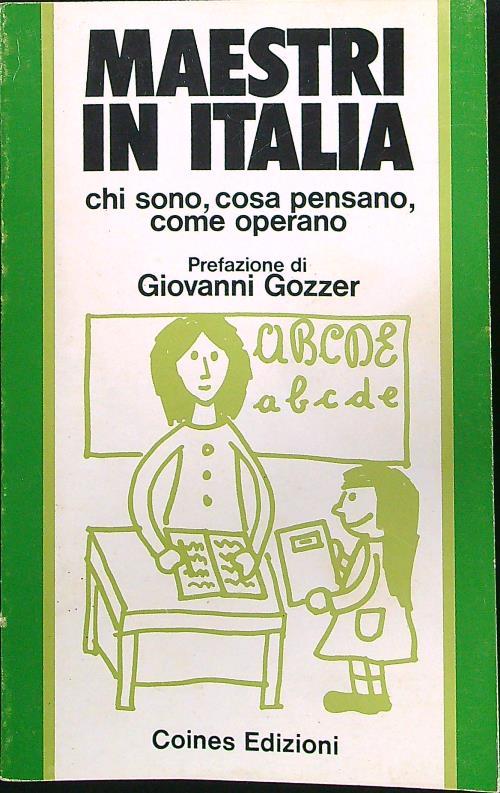 MAESTRI
IN ITALIA
chi sono, cosa pensano,
come operano
Prefazione di
Giovanni Gozzer
ABCDE
abcde
Coines Edizioni